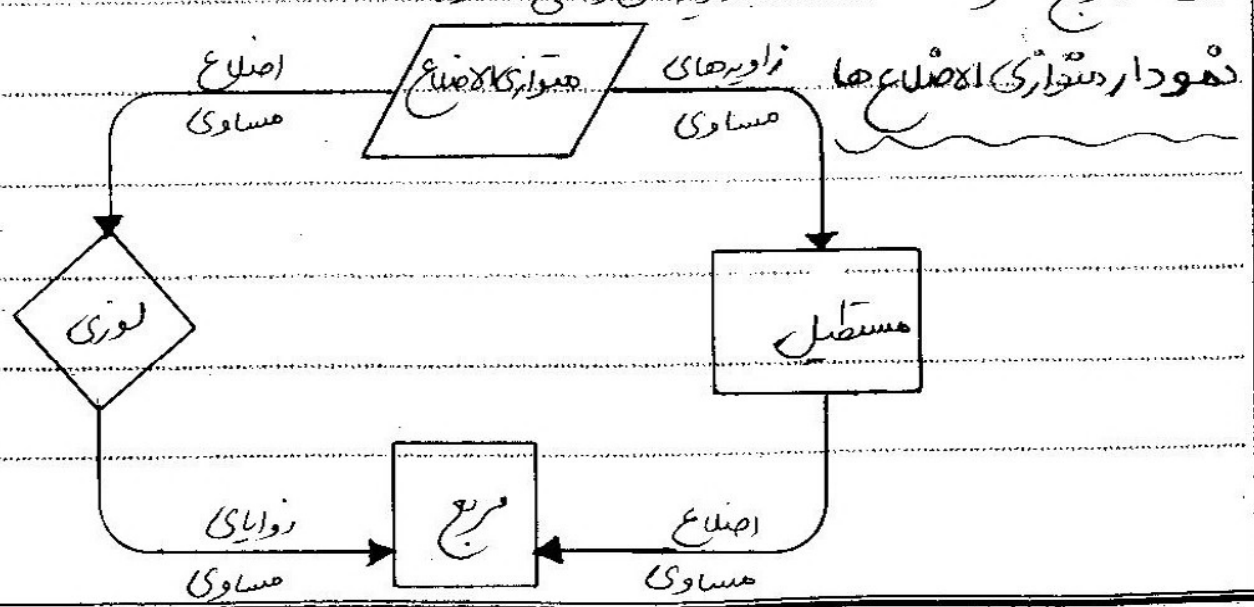 نمودار متوازی الاضلاع ها
متوازی الاضلاع
زاویه های
مساوی
اضلاع
مساوی
مستطیل
لوزی
مربع
اضلاع
مساوی
زوایای
مساوی